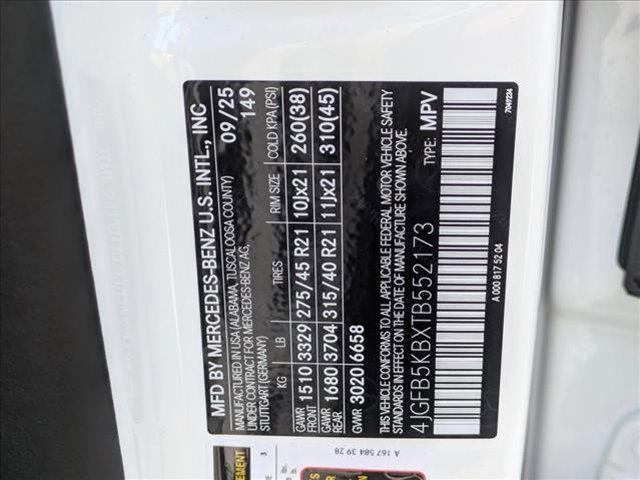 MFD BY MERCEDES-BENZ U.S. INTL., INC
MANUFACTURED IN USA (ALABAMA, TUSCALOOSA COUNTY) 09/25
UNDER CONTRACT FOR MERCEDES-BENZ AG, 149
STUTTGART (GERMANY)
KG LB TIRES RIM SIZE COLD KPA (PSI)
GAWR FRONT 1510 3329 275/45 R21 10Jx21 260(38)
GAWR REAR 1680 3704 315/40 R21 11Jx21 310(45)
GVWR 3020 6658
THIS VEHICLE CONFORMS TO ALL APPLICABLE FEDERAL MOTOR VEHICLE SAFETY
STANDARDS IN EFFECT ON THE DATE OF MANUFACTURE SHOWN ABOVE.
4JGFB5KBXTB552173 TYPE: MPV
A 000 817 52 04 7049234
A 167 584 39 28
3